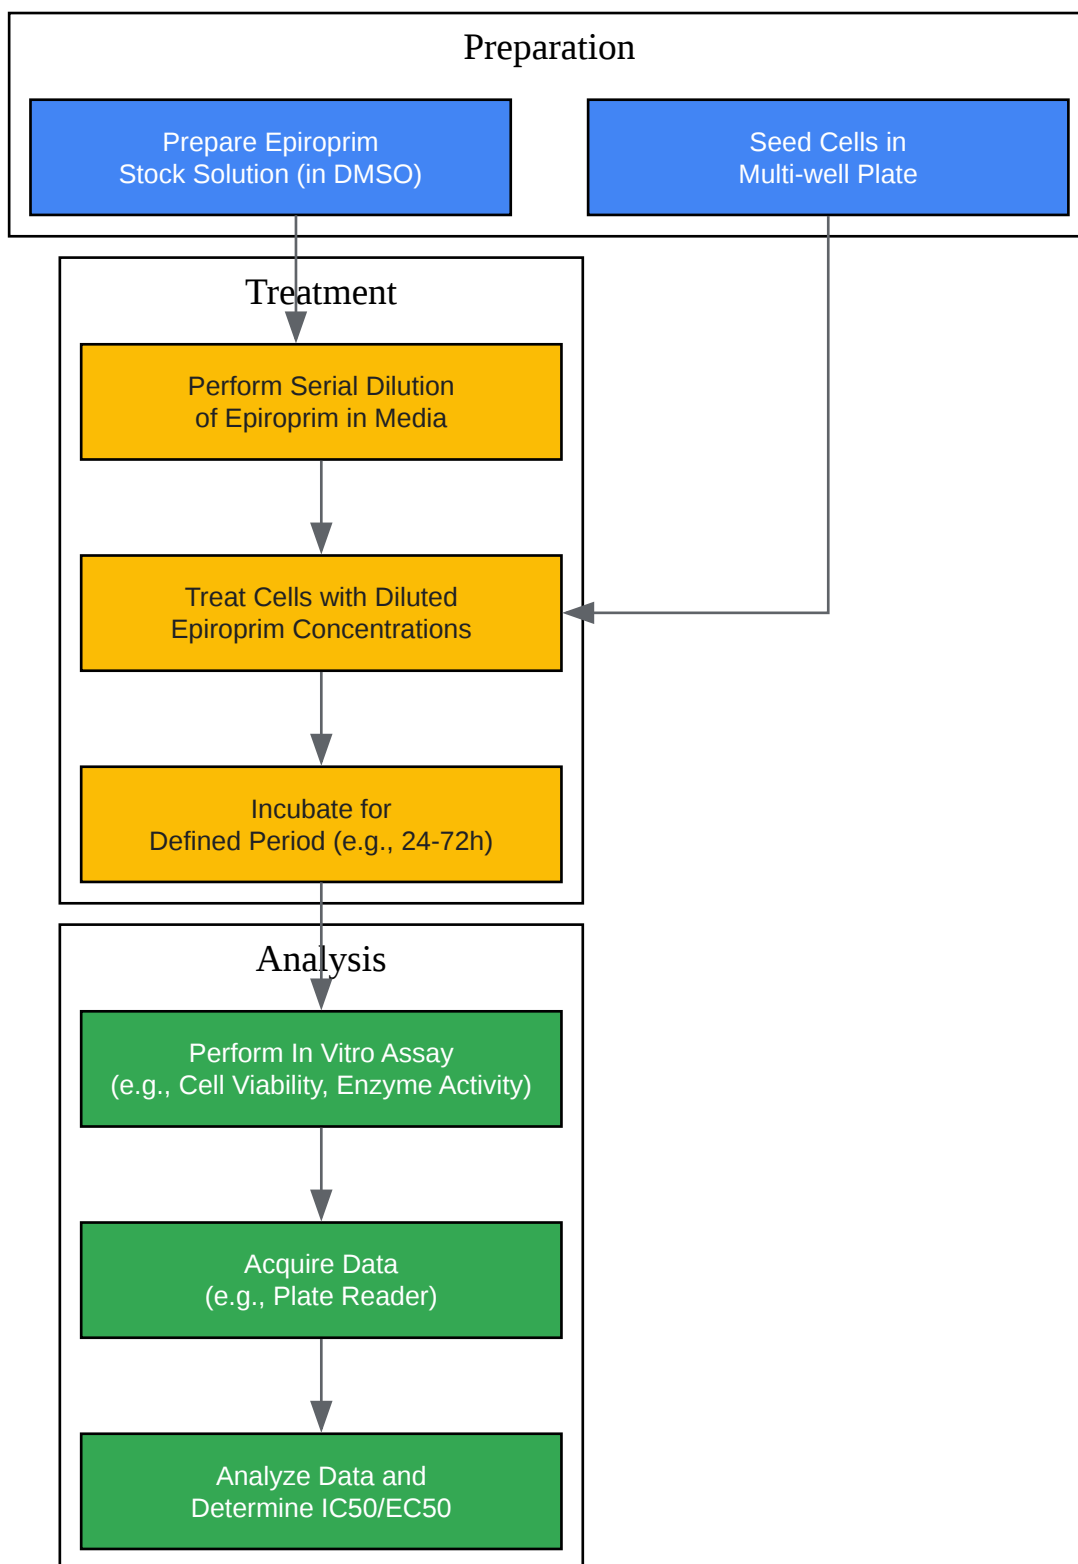 Preparation
Prepare Epiroprim
Stock Solution (in DMSO)
Seed Cells in
Multi-well Plate
Treatment
Perform Serial Dilution
of Epiroprim in Media
Treat Cells with Diluted
Epiroprim Concentrations
Incubate for
Defined Period (e.g., 24-72h)
Analysis
Perform In Vitro Assay
(e.g., Cell Viability, Enzyme Activity)
Acquire Data
(e.g., Plate Reader)
Analyze Data and
Determine IC50/EC50